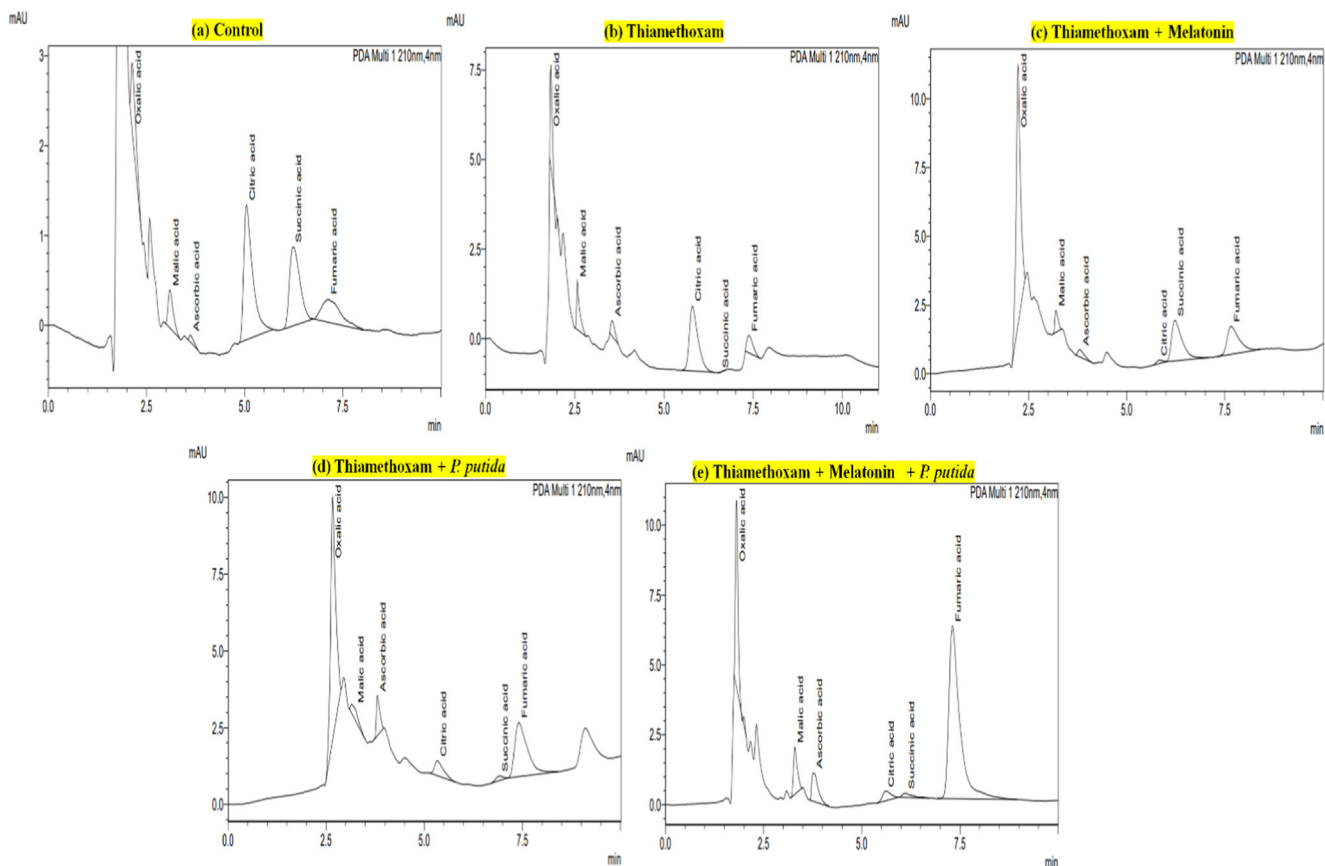 mAU
(a) Control
PDA Multi 1 210nm,4nm
3
2
1
0
Oxalic acid
Malic acid
Ascorbic acid
Citric acid
Succinic acid
Fumaric acid
0.0
2.5
5.0
7.5
min
mAU
(b) Thiamethoxam
PDA Multi 1 210nm,4nm
7.5
5.0
2.5
0.0
Oxalic acid
Malic acid
Ascorbic acid
Citric acid
Succinic acid
Fumaric acid
0.0
2.5
5.0
7.5
10.0
min
mAU
(c) Thiamethoxam + Melatonin
PDA Multi 1 210nm,4nm
10.0
7.5
5.0
2.5
0.0
Oxalic acid
Malic acid
Ascorbic acid
Citric acid
Succinic acid
Fumaric acid
0.0
2.5
5.0
7.5
min
mAU
(d) Thiamethoxam + P. putida
PDA Multi 1 210nm,4nm
10.0
7.5
5.0
2.5
0.0
Oxalic acid
Malic acid
Ascorbic acid
Citric acid
Succinic acid
Fumaric acid
0.0
2.5
5.0
7.5
min
mAU
(e) Thiamethoxam + Melatonin + P. putida
PDA Multi 1 210nm,4nm
10.0
7.5
5.0
2.5
0.0
Oxalic acid
Malic acid
Ascorbic acid
Citric acid
Succinic acid
Fumaric acid
0.0
2.5
5.0
7.5
min